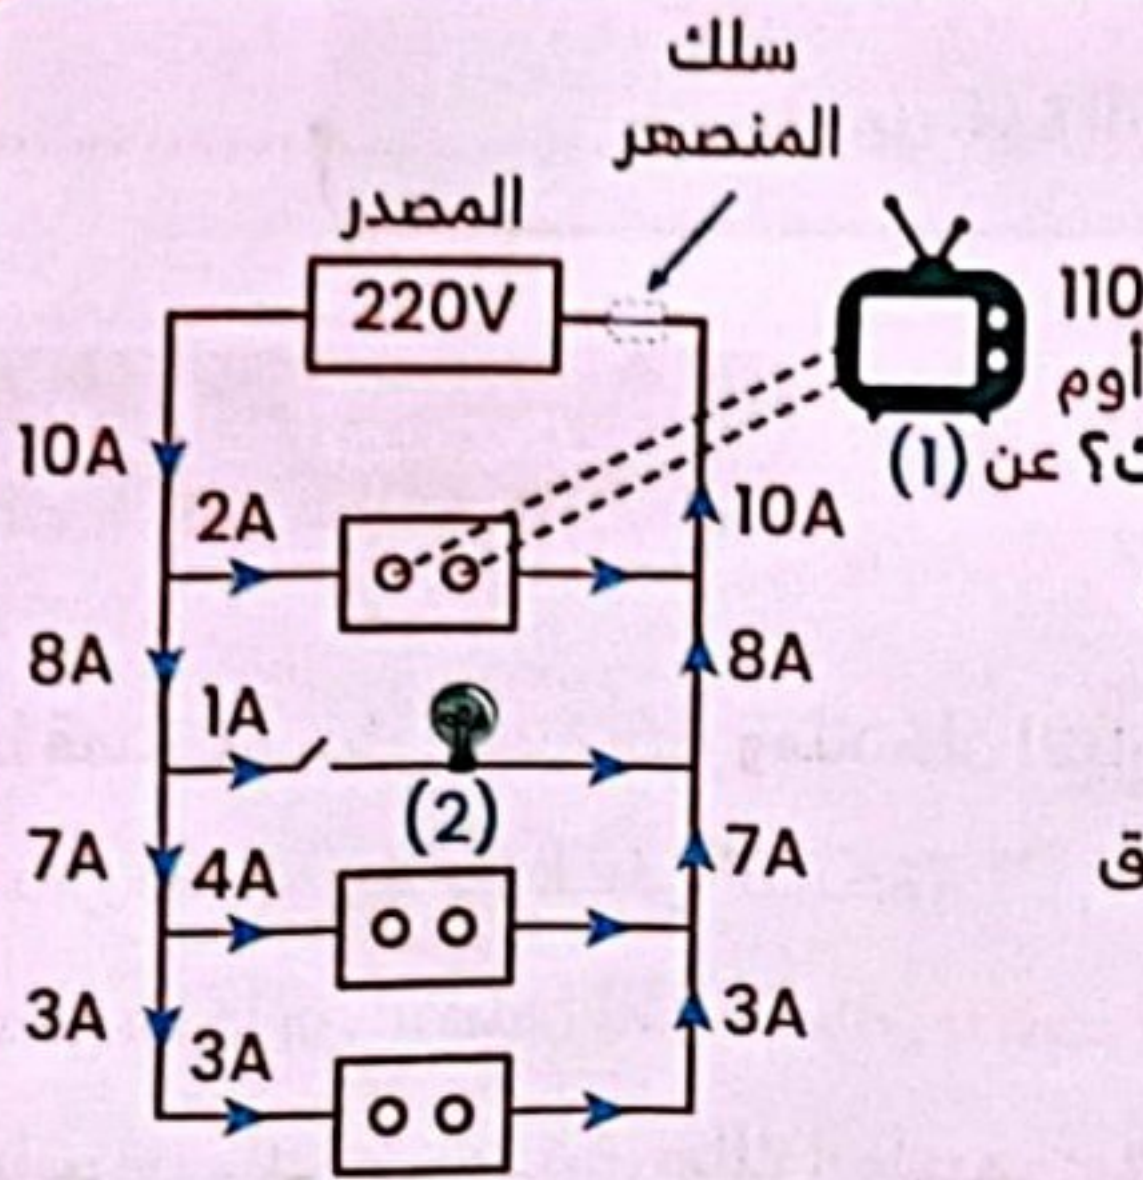 سلك
المنصهر
المصدر
220V
110
أوم
؟ عن (1)
10A
2A
10A
8A
8A
1A
(2)
7A
4A
7A
ق
3A
3A
3A